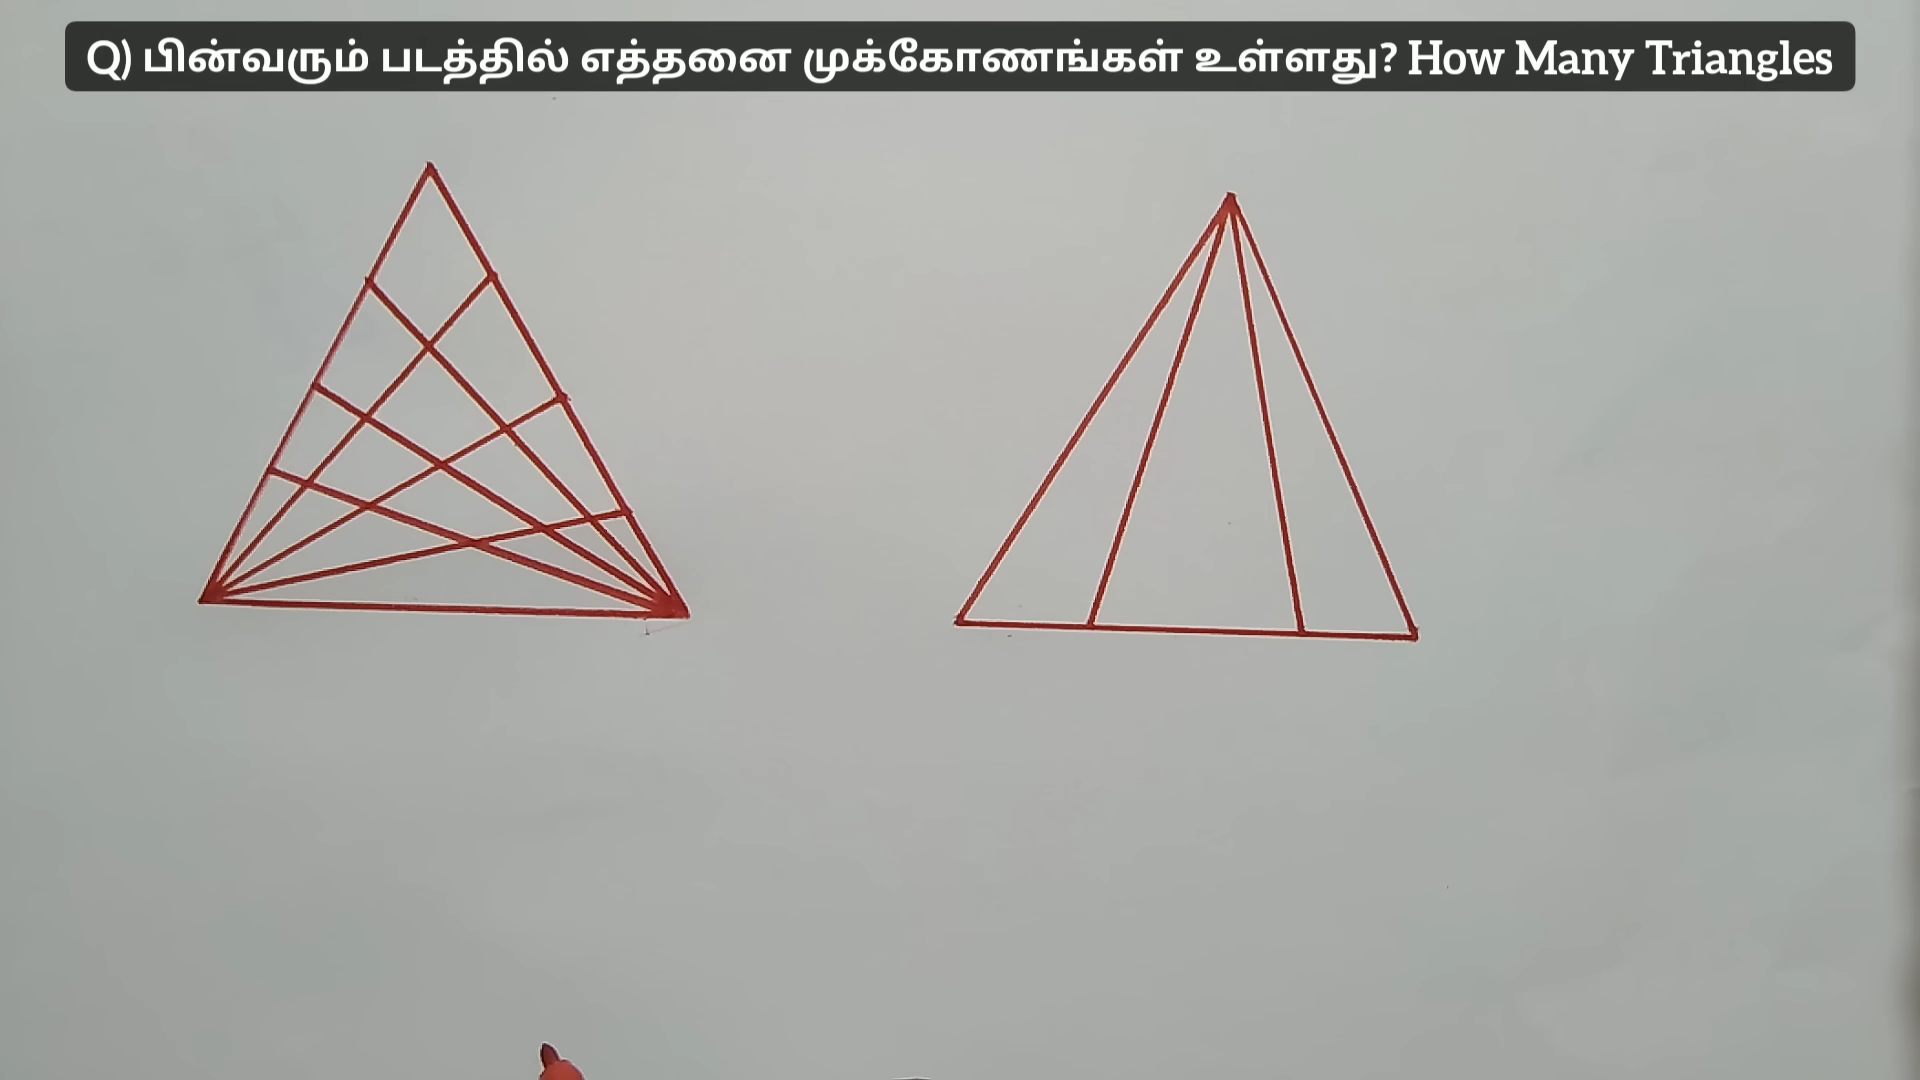 Q) பின்வரும் படத்தில் எத்தனை முக்கோணங்கள் உள்ளது? How Many Triangles